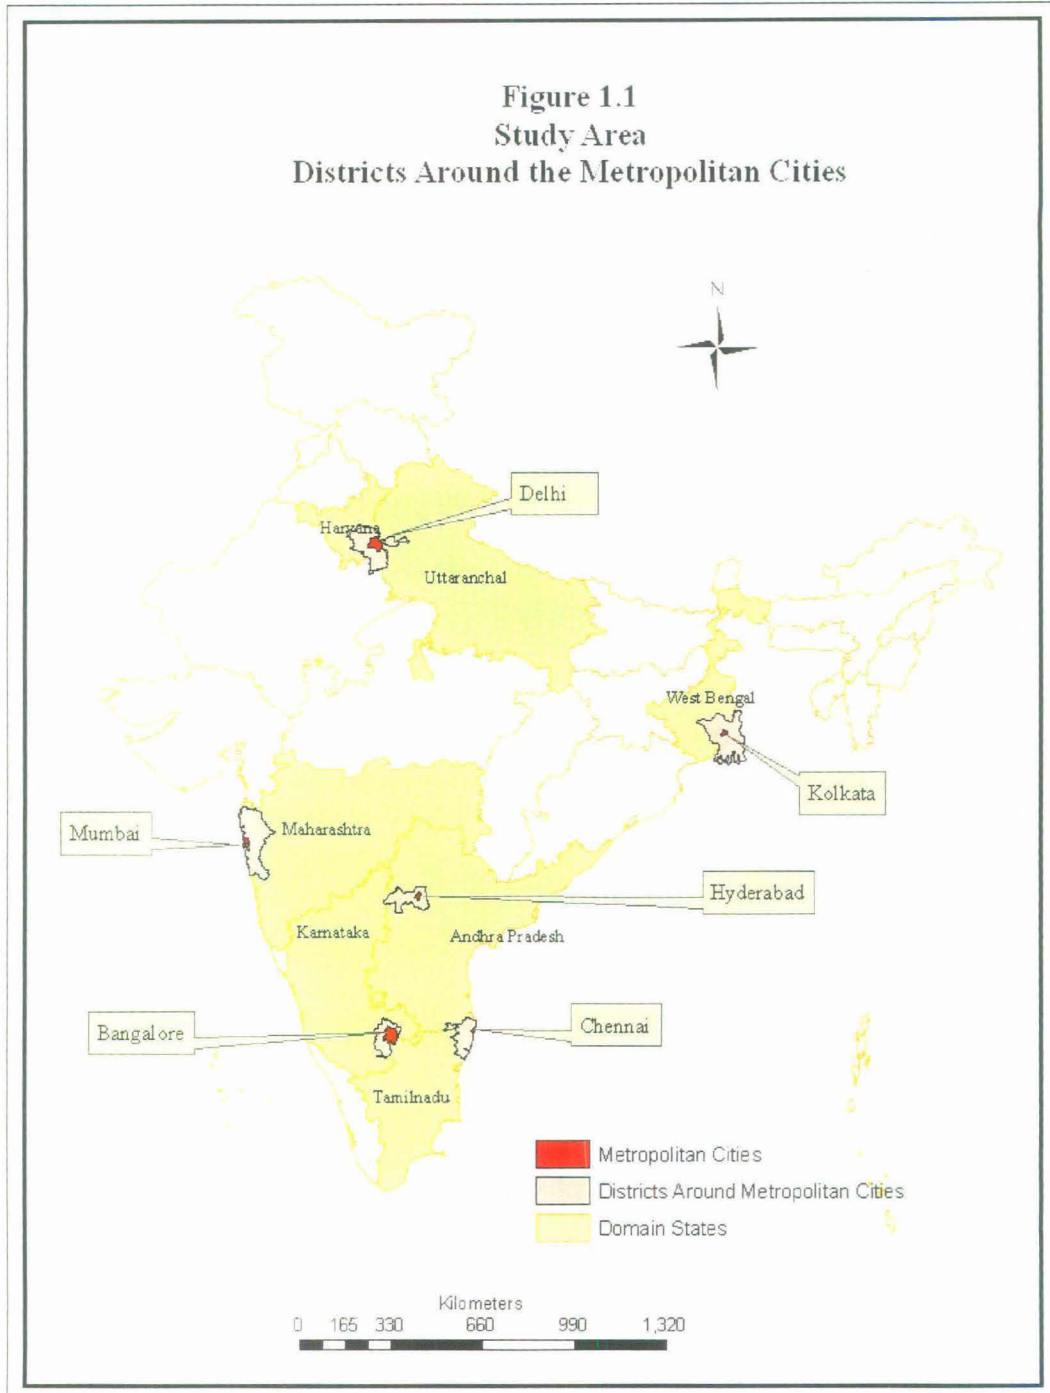 Figure 1.1
Study Area
Districts Around the Metropolitan Cities
N
Delhi
Haryana
Uttaranchal
West Bengal
Kolkata
Mumbai
Maharashtra
Hyderabad
Karnataka
Andhra Pradesh
Bangalore
Chennai
Tamilnadu
Metropolitan Cities
Districts Around Metropolitan Cities
Domain States
Kilometers
0 165 330 660 990 1,320